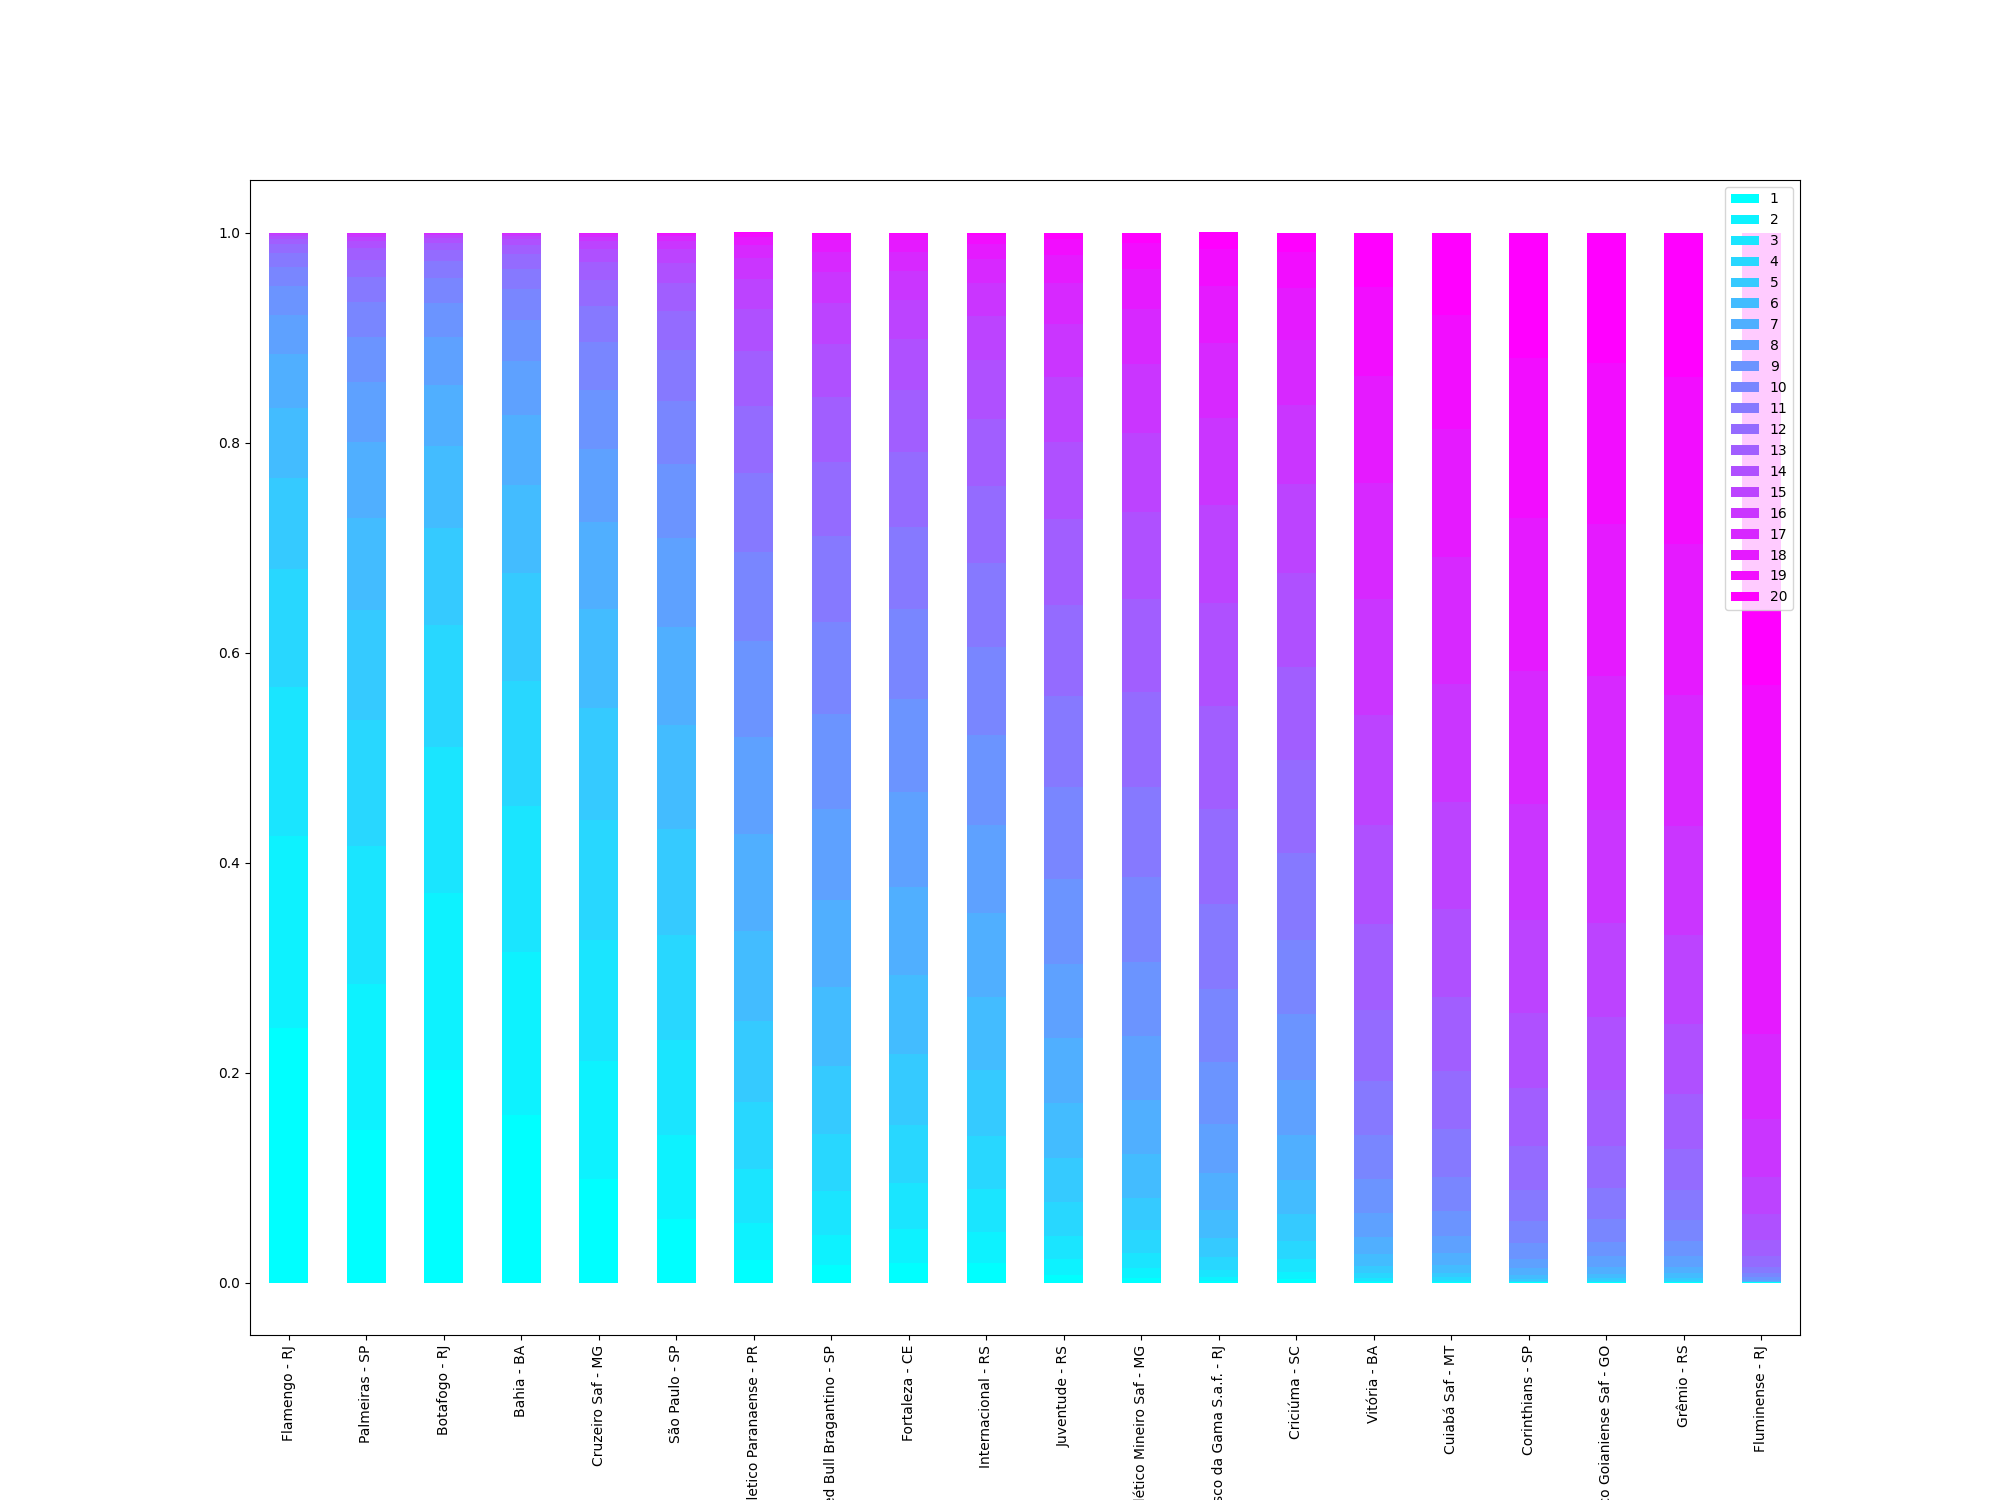 1
2
3
4
5
6
7
8
9
10
11
12
13
14
15
16
17
18
19
20
1.0
0.8
0.6
0.4
0.2
0.0
Flamengo - RJ
Palmeiras - SP
Botafogo - RJ
Bahia - BA
Cruzeiro Saf - MG
São Paulo - SP
letico Paranaense - PR
ed Bull Bragantino - SP
Fortaleza - CE
Internacional - RS
Juventude - RS
lético Mineiro Saf - MG
sco da Gama S.a.f. - RJ
Criciúma - SC
Vitória - BA
Cuiabá Saf - MT
Corinthians - SP
co Goianiense Saf - GO
Grêmio - RS
Fluminense - RJ